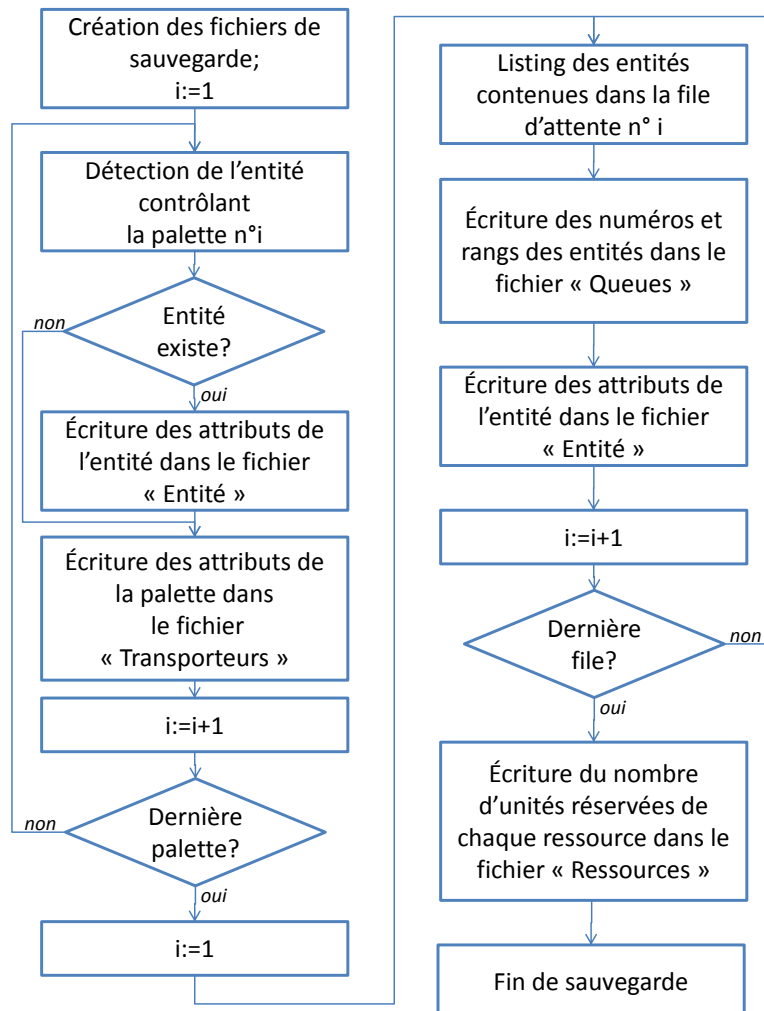 Création des fichiers de
sauvegarde;
i:=1
Détection de l'entité
contrôlant
la palette n°i
non
Entité
existe?
oui
Écriture des attributs de
l'entité dans le fichier
« Entité »
Écriture des attributs de
la palette dans
le fichier
« Transporteurs »
i:=i+1
non
Dernière
palette?
oui
i:=1
Listing des entités
contenues dans la file
d'attente n° i
Écriture des numéros et
rangs des entités dans le
fichier « Queues »
Écriture des attributs de
l'entité dans le fichier
« Entité »
i:=i+1
Dernière
file?
non
oui
Écriture du nombre
d'unités réservées de
chaque ressource dans le
fichier « Ressources »
Fin de sauvegarde